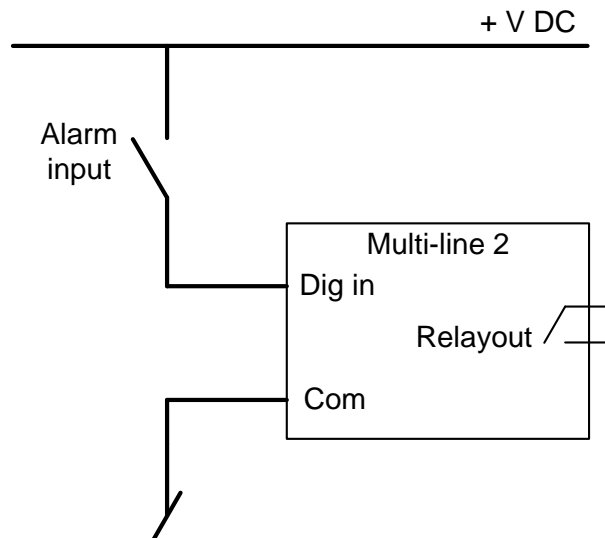 + V DC
Alarm
input
Multi-line 2
Dig in
Relayout
Com